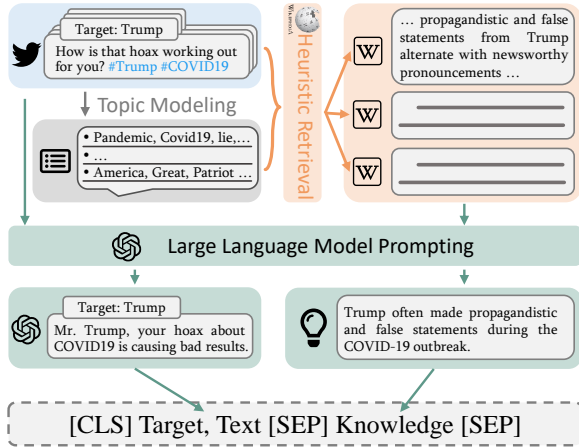 Target: Trump
How is that hoax working out
for you? #Trump #COVID19
Topic Modeling
• Pandemic, Covid19, lie,...
• ...
• America, Great, Patriot ...
WIKIPEDIA
Heuristic Retrieval
W
... propagandistic and false
statements from Trump
alternate with newsworthy
pronouncements ...
W
W
Large Language Model Prompting
Target: Trump
Mr. Trump, your hoax about
COVID19 is causing bad results.
Trump often made propagandistic
and false statements during the
COVID-19 outbreak.
[CLS] Target, Text [SEP] Knowledge [SEP]